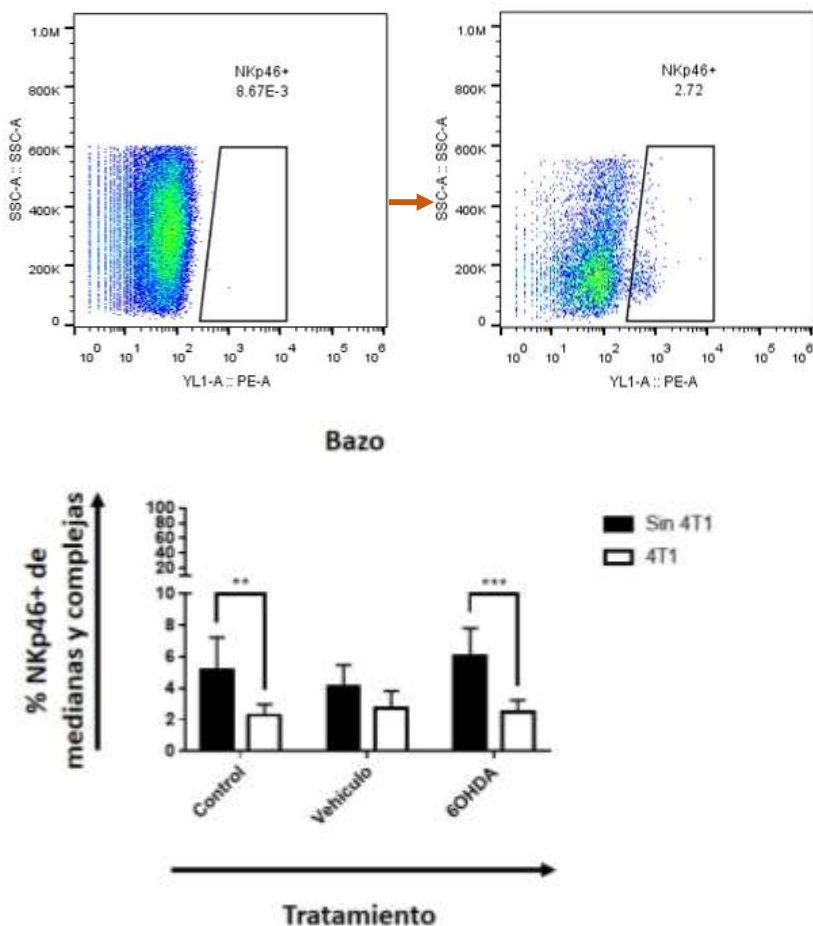 NKp46+
8.67E-3
1.0M
800K
600K
400K
200K
0
SSC-A :: SSC-A
10^0 10^1 10^2 10^3 10^4 10^5 10^6
YL1-A :: PE-A
NKp46+
2.72
1.0M
800K
600K
400K
200K
0
SSC-A :: SSC-A
10^0 10^1 10^2 10^3 10^4 10^5 10^6
YL1-A :: PE-A
Bazo
% NKp46+ de
medianas y complejas
100
80
60
40
20
10
8
6
4
2
0
**
***
Sin 4T1
4T1
Control
Vehiculo
6OHDA
Tratamiento